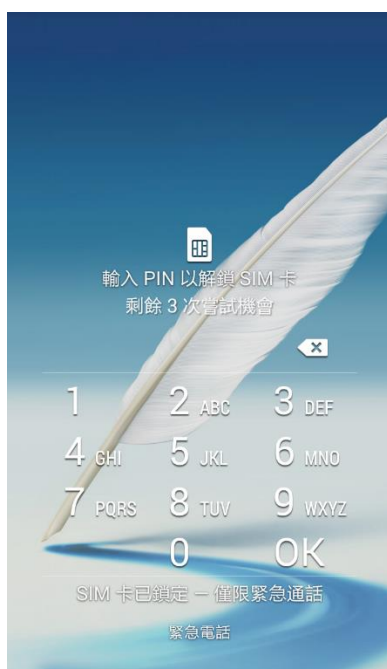 輸入 PIN 以解鎖 SIM 卡
剩餘 3 次嘗試機會
1 2 ABC 3 DEF
4 GHI 5 JKL 6 MNO
7 PQRS 8 TUV 9 WXYZ
0 OK
SIM 卡已鎖定 – 僅限緊急通話
緊急電話